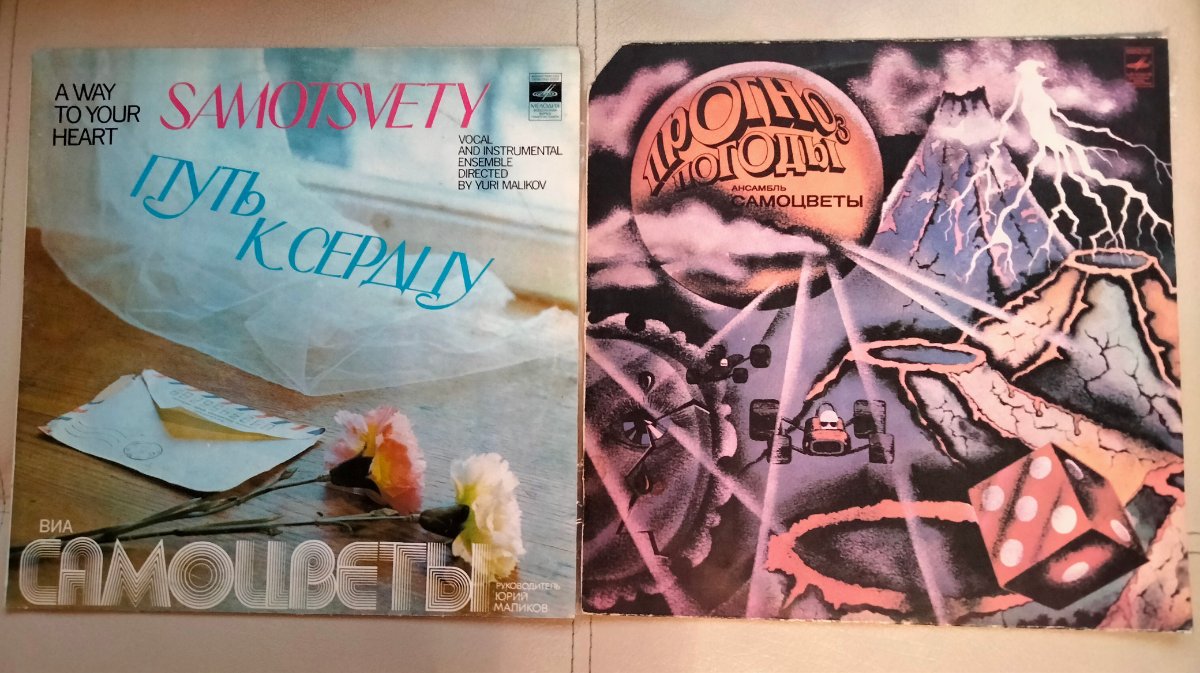 A WAY
TO YOUR
HEART
SAMOTSVETY
МЕЛОДИЯ
VOCAL
AND INSTRUMENTAL
ENSEMBLE
DIRECTED
BY YURI MALIKOV
ПУТЬ
К СЕРДЦУ
ВИА
САМОЦВЕТЫ
РУКОВОДИТЕЛЬ
ЮРИЙ
МАЛИКОВ
ПРОГНОЗ
ПОГОДЫ
АНСАМБЛЬ
САМОЦВЕТЫ